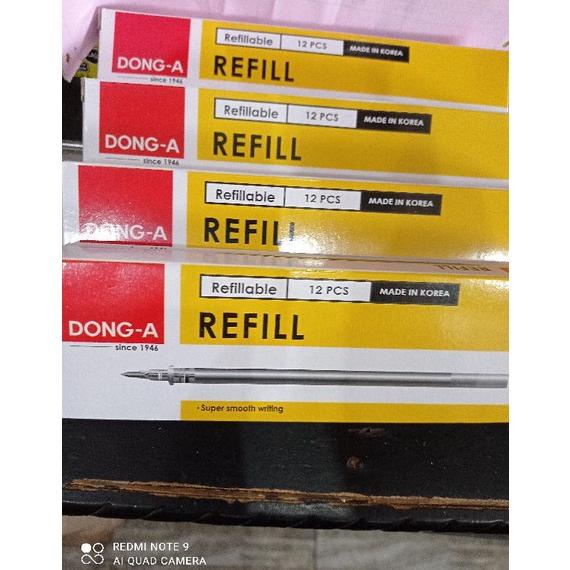 DONG-A
since 1946
Refillable 12 PCS MADE IN KOREA
REFILL
DONG-A
since 1946
Refillable 12 PCS MADE IN KOREA
REFILL
DONG-A
Refillable 12 PCS MADE IN KOREA
REFILL
REFILL
DONG-A
since 1946
Refillable 12 PCS MADE IN KOREA
REFILL
• Super smooth writing
REDMI NOTE 9
AI QUAD CAMERA